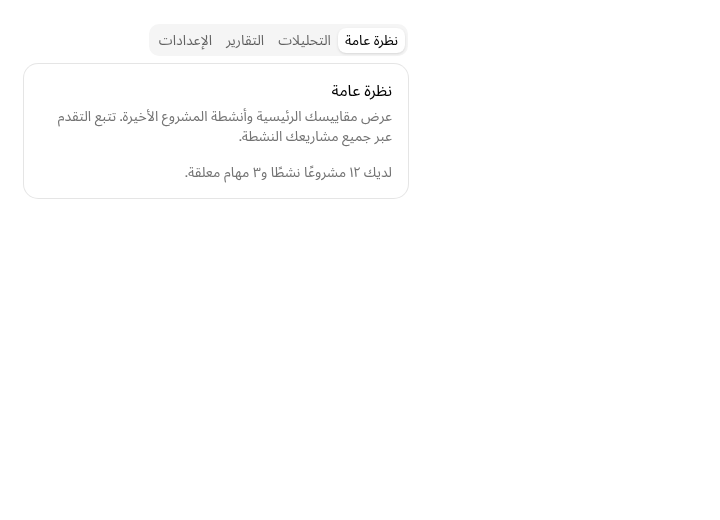 نظرة عامة
التحليلات
التقارير
الإعدادات
نظرة عامة
عرض مقاييسك الرئيسية وأنشطة المشروع الأخيرة. تتبع التقدم
عبر جميع مشاريعك النشطة.
لديك ١٢ مشروعًا نشطًا و٣ مهام معلقة.